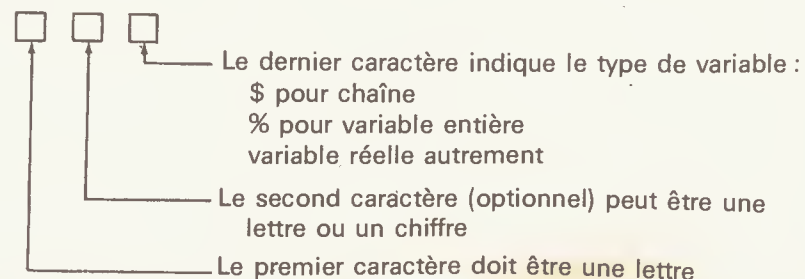 Le dernier caractère indique le type de variable :
$ pour chaîne
% pour variable entière
variable réelle autrement
Le second caractère (optionnel) peut être une
lettre ou un chiffre
Le premier caractère doit être une lettre